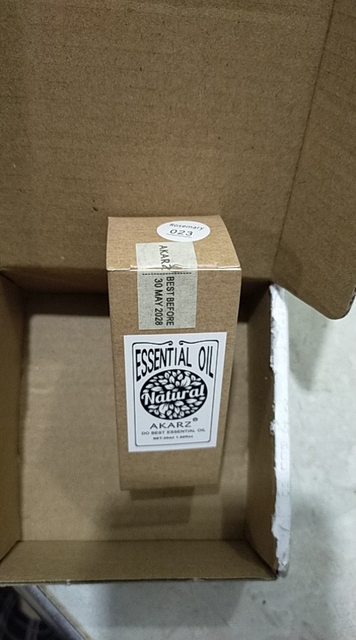 Rosemary
023
AKARZ
BEST BEFORE
30 MAY 2028
ESSENTIAL OIL
Natural
AKARZ®
DO BEST ESSENTIAL OIL